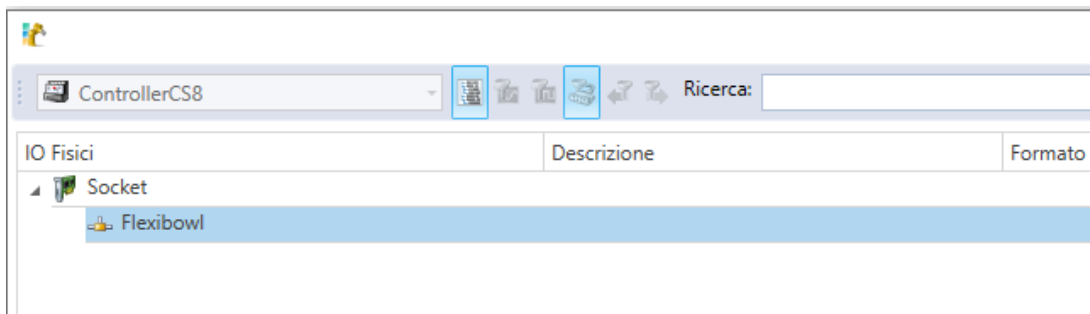 ControllerCS8 Ricerca:
IO Fisici Descrizione Formato
Socket
Flexibowl